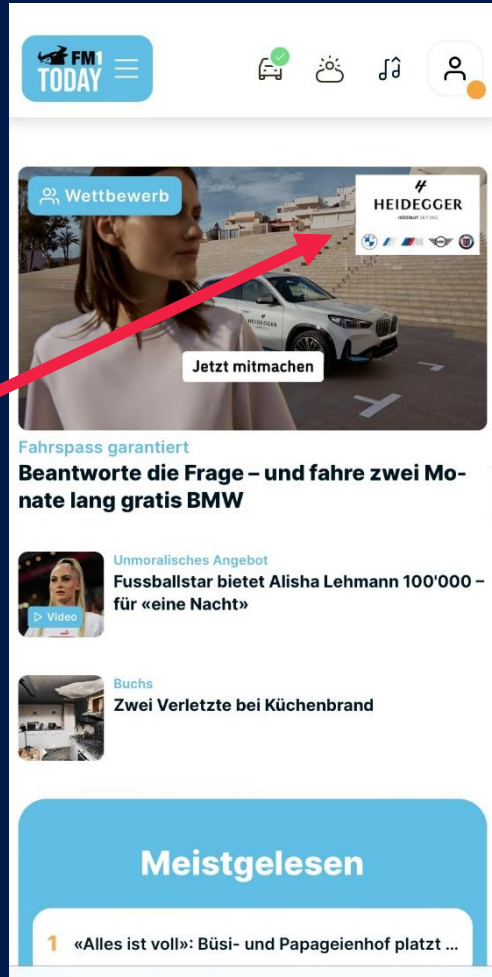 FM1
TODAY
Wettbewerb
HEIDEGGER
HEIDEGGER
Jetzt mitmachen
Fahrspass garantiert
Beantworte die Frage – und fahre zwei Mo-
nate lang gratis BMW
Unmoralisches Angebot
Fussballstar bietet Alisha Lehmann 100'000 –
für «eine Nacht»
Video
Buchs
Zwei Verletzte bei Küchenbrand
Meistgelesen
1 «Alles ist voll»: Büsi- und Papageienhof platzt ...